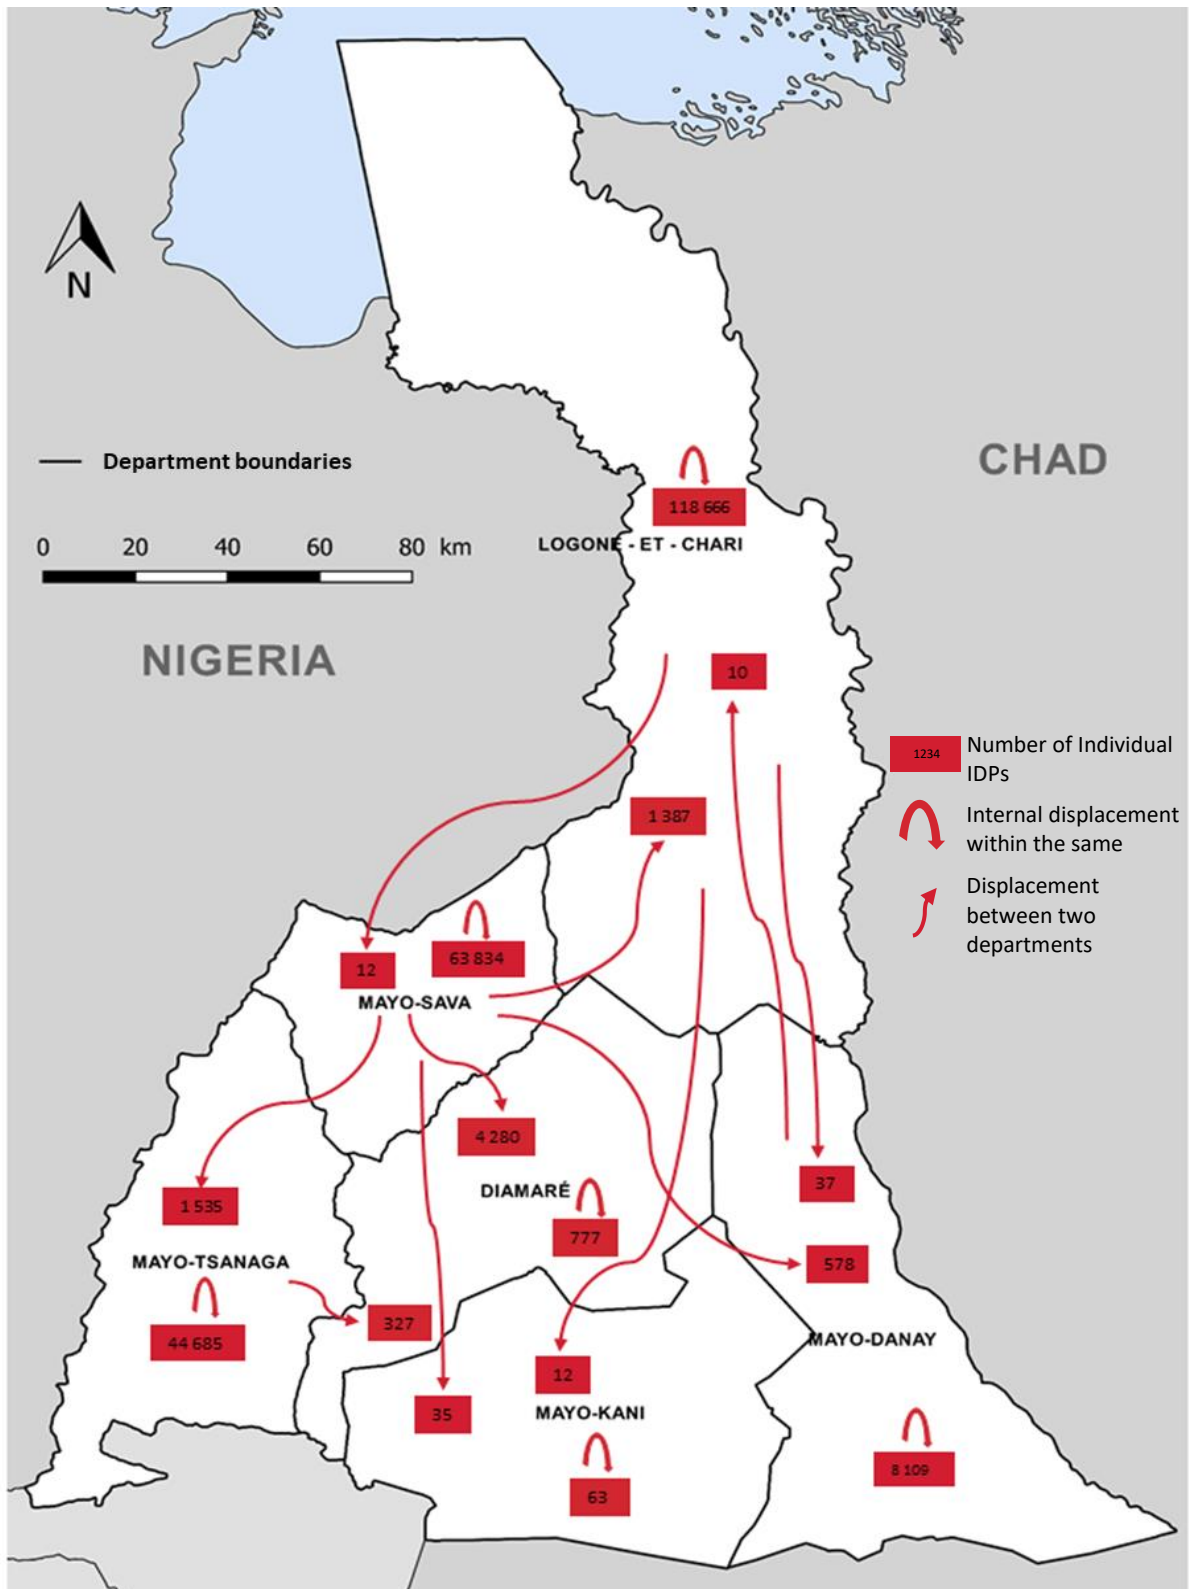 N
CHAD
Department boundaries
118 666
LOGONE - ET - CHARI
0 20 40 60 80 km
NIGERIA
10
1234
Number of Individual
IDPs
1 387
Internal displacement
within the same
Displacement
between two
departments
12
63 834
MAYO-SAVA
4 280
37
1 535
DIAMARÉ
777
578
MAYO-TSANAGA
327
44 685
MAYO-DANAY
12
35
MAYO-KANI
8 109
63